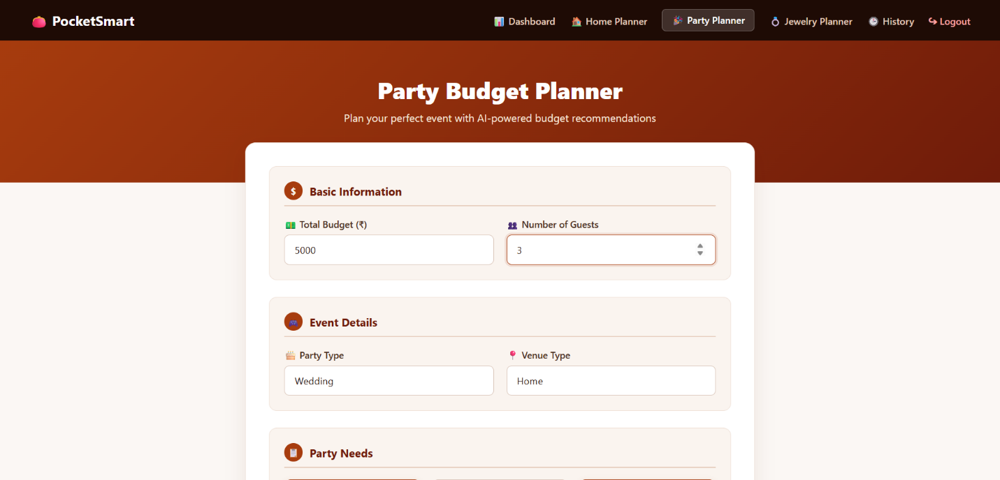 PocketSmart
Dashboard
Home Planner
Party Planner
Jewelry Planner
History
Logout
Party Budget Planner
Plan your perfect event with AI-powered budget recommendations
$ Basic Information
Total Budget (₹)
Number of Guests
5000
3
Event Details
Party Type
Venue Type
Wedding
Home
Party Needs